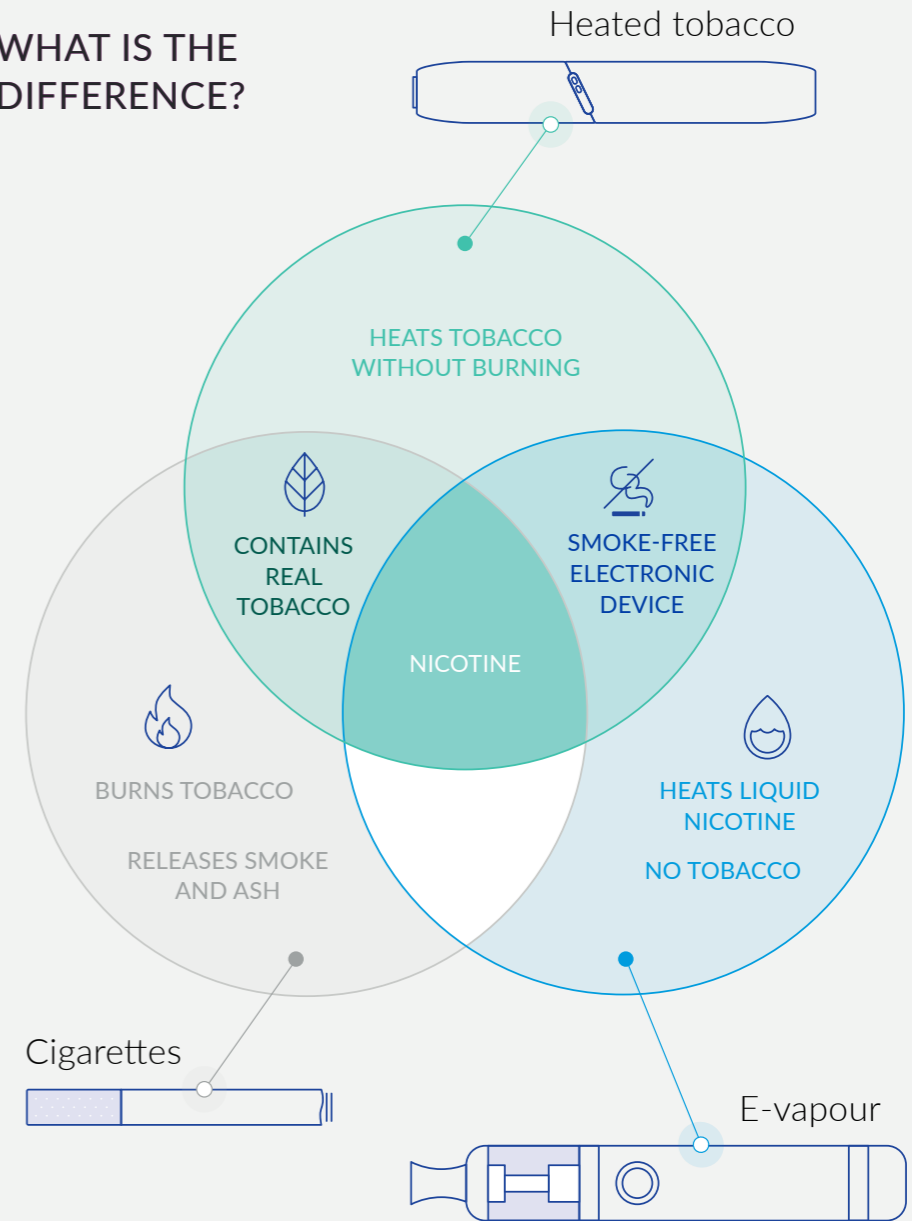 WHAT IS THE
DIFFERENCE?
Heated tobacco
HEATS TOBACCO
WITHOUT BURNING
CONTAINS
REAL
TOBACCO
SMOKE-FREE
ELECTRONIC
DEVICE
NICOTINE
BURNS TOBACCO
RELEASES SMOKE
AND ASH
HEATS LIQUID
NICOTINE
NO TOBACCO
Cigarettes
E-vapour